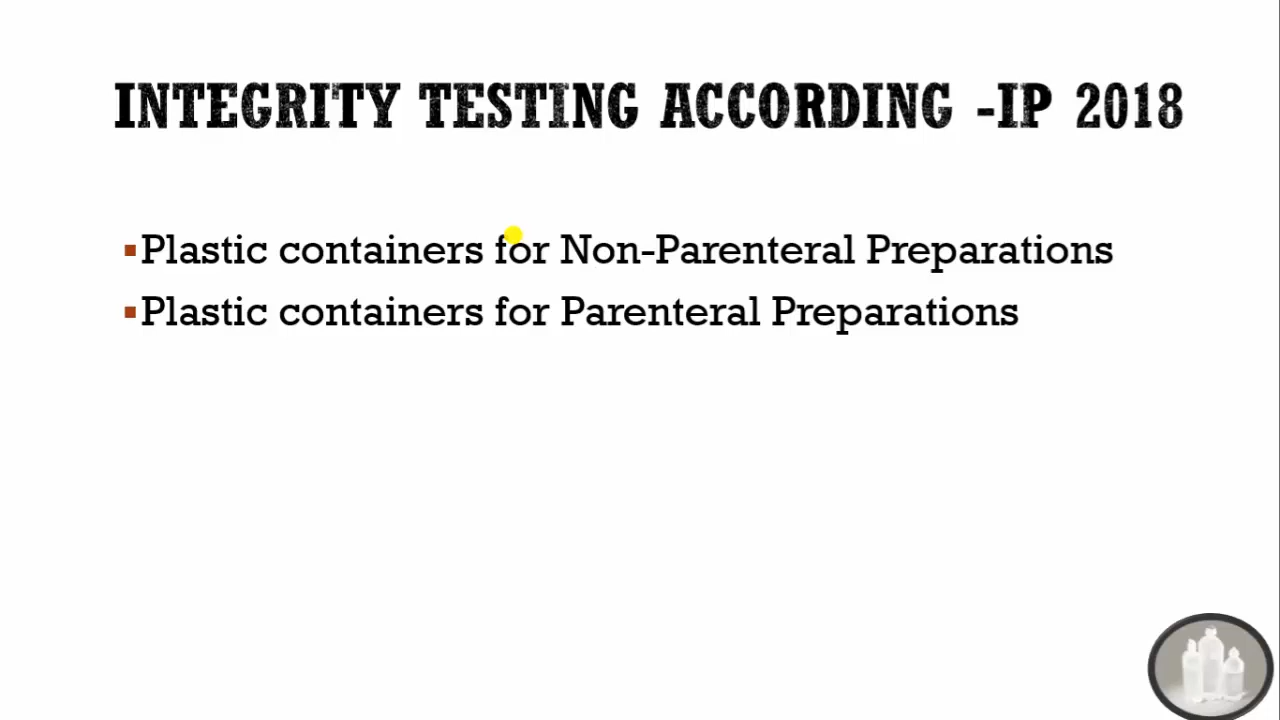 INTEGRITY TESTING ACCORDING -IP 2018
▪Plastic containers for Non-Parenteral Preparations
▪Plastic containers for Parenteral Preparations